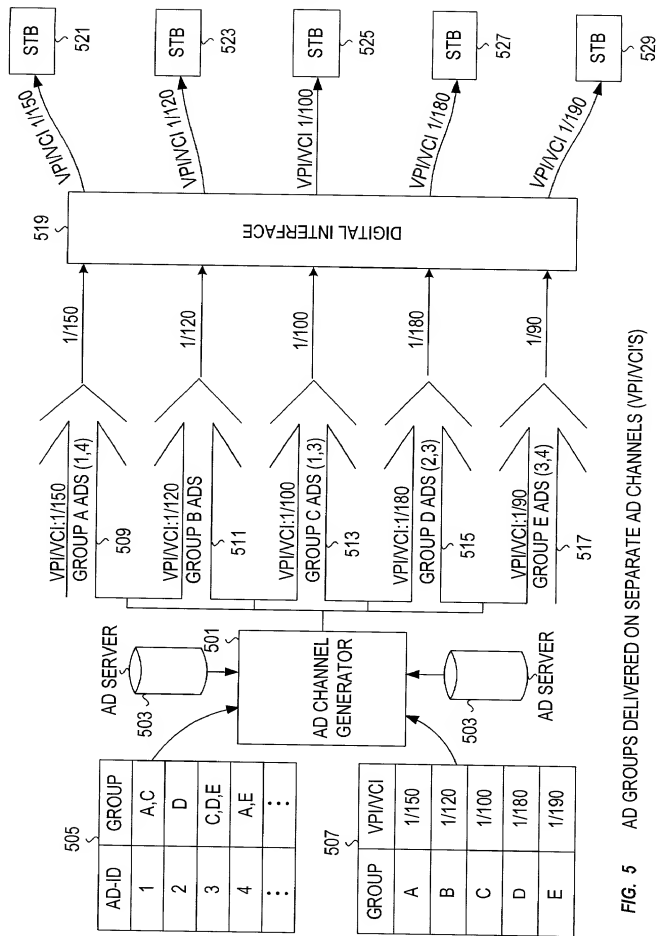 505
AD-ID GROUP
1 A,C
2 D
3 C,D,E
4 A,E
⋮ ⋮
507
GROUP VPI/VCI
A 1/150
B 1/120
C 1/100
D 1/180
E 1/190
AD SERVER
503
501
AD CHANNEL
GENERATOR
503
AD SERVER
VPI/VCI:1/150
GROUP A ADS (1,4)
509
VPI/VCI:1/120
GROUP B ADS
511
VPI/VCI:1/100
GROUP C ADS (1,3)
513
VPI/VCI:1/180
GROUP D ADS (2,3)
515
VPI/VCI:1/90
GROUP E ADS (3,4)
517
1/150
1/120
1/100
1/180
1/90
519
DIGITAL INTERFACE
VPI/VCI 1/150
VPI/VCI 1/120
VPI/VCI 1/100
VPI/VCI 1/180
VPI/VCI 1/190
STB
521
STB
523
STB
525
STB
527
STB
529
FIG. 5 AD GROUPS DELIVERED ON SEPARATE AD CHANNELS (VPI/VCI'S)